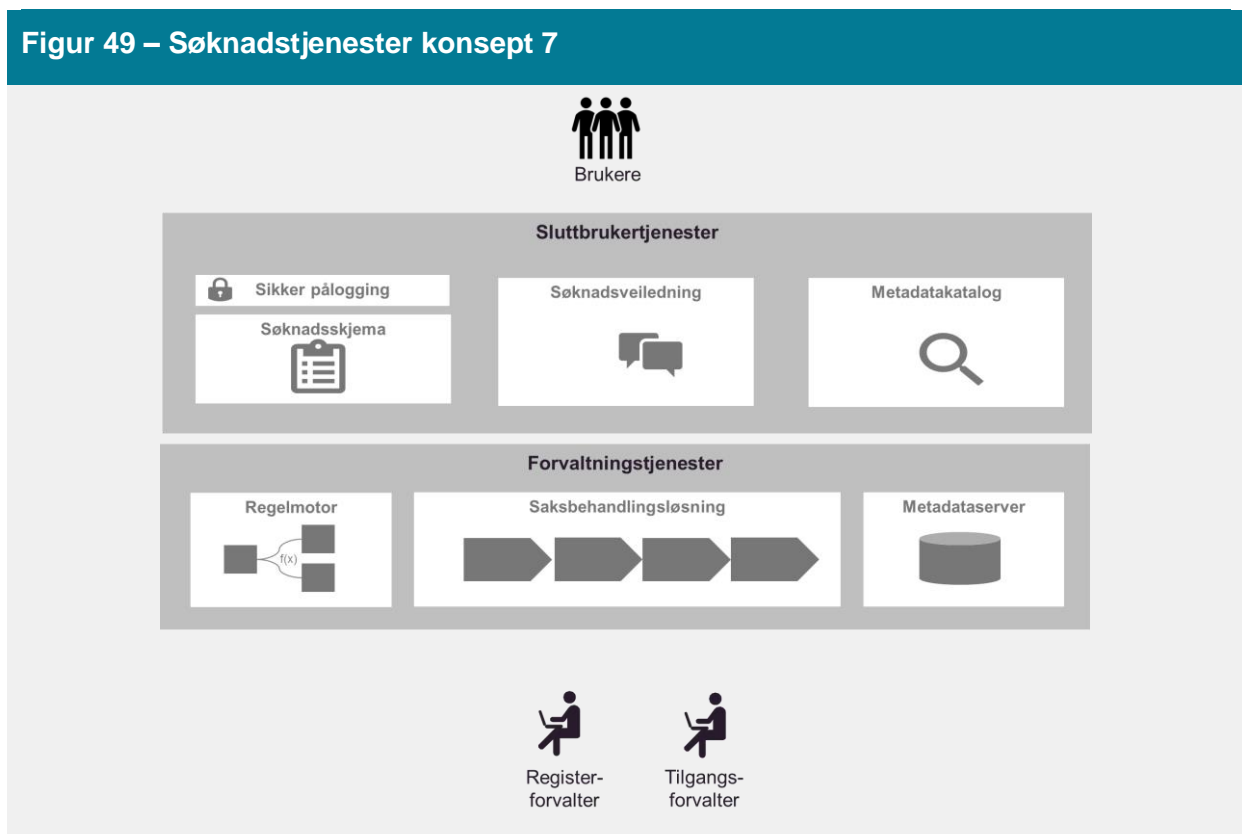 Figur 49 – Søknadstjenester konsept 7
Brukere
Sluttbrukertjenester
Sikker pålogging
Søknadsskjema
Søknadsveiledning
Metadatakatalog
Forvaltningstjenester
Regelmotor
f(x)
Saksbehandlingsløsning
Metadataserver
Register-
forvalter
Tilgangs-
forvalter